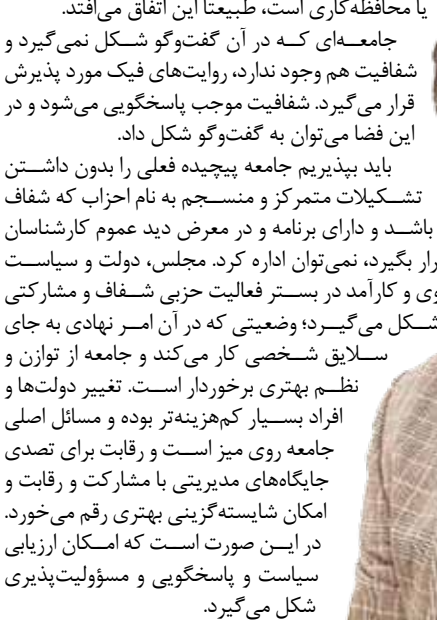 یا محافظه‌کاری است، طبیعتا این اتفاق می‌افتد.
جامعه‌ای که در آن گفت‌وگو شکل نمی‌گیرد و
شفافیت هم وجود ندارد، روایت‌های فیک مورد پذیرش
قرار می‌گیرد. شفافیت موجب پاسخگویی می‌شود و در
این فضا می‌توان به گفت‌وگو شکل داد.
باید بپذیریم جامعه پیچیده فعلی را بدون داشتن
تشکیلات متمرکز و منسجم به نام احزاب که شفاف
باشد و دارای برنامه و در معرض دید عموم کارشناسان
قرار بگیرد، نمی‌توان اداره کرد. مجلس، دولت و سیاست
و کارآمد در بستر فعالیت حزبی شفاف و مشارکتی
شکل می‌گیرد؛ وضعیتی که در آن امر نهادی به جای
سلایق شخصی کار می‌کند و جامعه از توازن و
نظم بهتری برخوردار است. تغییر دولت‌ها و
افراد بسیار کم‌هزینه‌تر بوده و مسائل اصلی
جامعه روی میز است و رقابت برای تصدی
جایگاه‌های مدیریتی با مشارکت و رقابت و
امکان شایسته‌گزینی بهتری رقم می‌خورد.
در این صورت است که امکان ارزیابی
سیاست و پاسخگویی و مسؤولیت‌پذیری
شکل می‌گیرد.